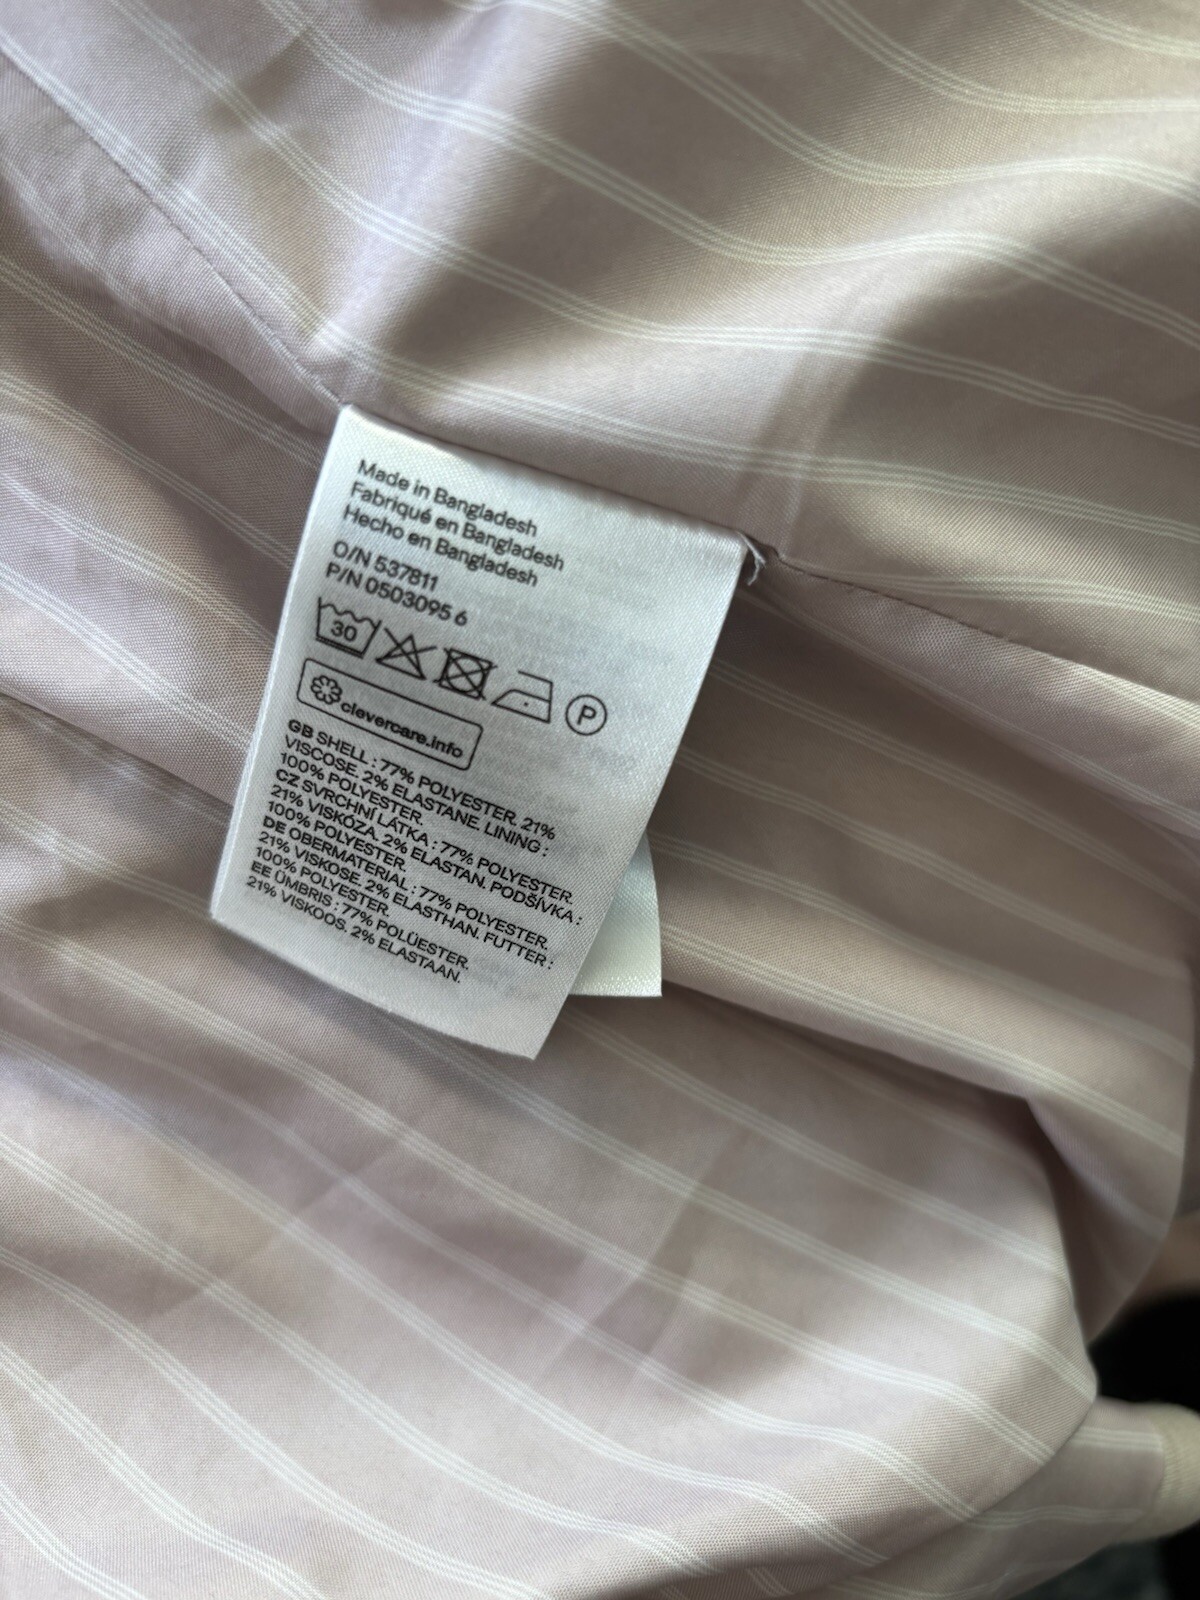 Made in Bangladesh
Fabriqué en Bangladesh
Hecho en Bangladesh
O/N 537811
P/N 0503095 6
30
P
clevercare.info
GB SHELL : 77% POLYESTER. 21%
VISCOSE. 2% ELASTANE. LINING :
100% POLYESTER.
CZ SVRCHNÍ LÁTKA : 77% POLYESTER.
21% VISKÓZA. 2% ELASTAN. PODŠÍVKA :
100% POLYESTER.
DE OBERMATERIAL : 77% POLYESTER.
21% VISKOSE. 2% ELASTHAN. FUTTER :
100% POLYESTER.
EE ÜMBRIS : 77% POLÜESTER.
21% VISKOOS. 2% ELASTAAN.